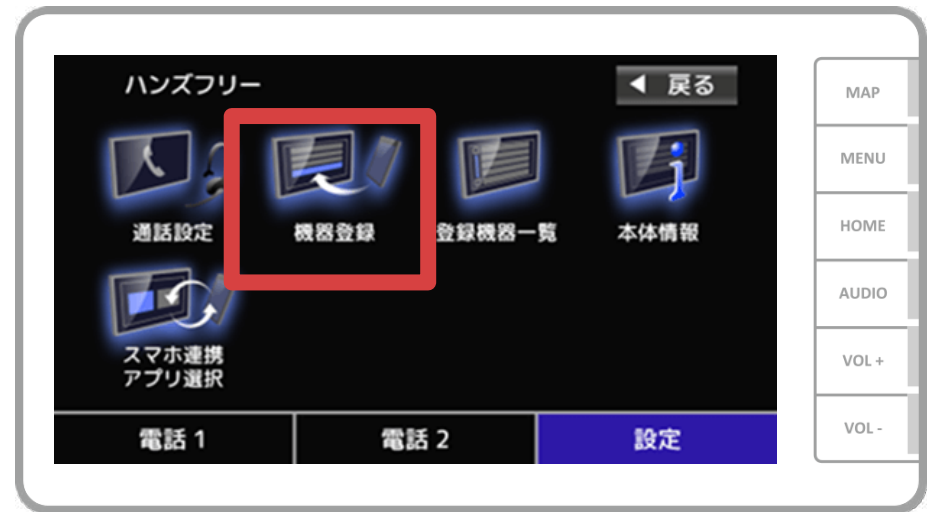 ハンズフリー
◀ 戻る
通話設定
機器登録
登録機器一覧
本体情報
スマホ連携
アプリ選択
電話 1
電話 2
設定
MAP
MENU
HOME
AUDIO
VOL +
VOL -